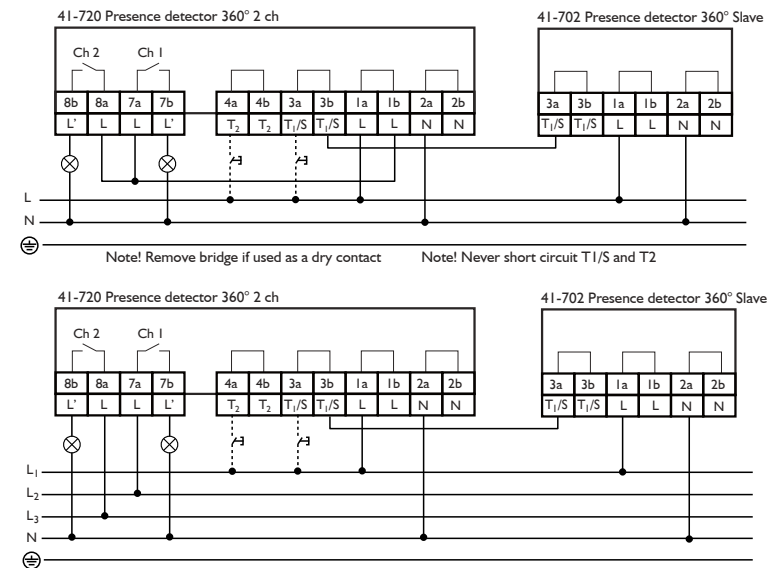 41-720 Presence detector 360° 2 ch
41-702 Presence detector 360° Slave
Ch 2 Ch 1
8b 8a 7a 7b 4a 4b 3a 3b 1a 1b 2a 2b
L' L L L' T₂ T₂ T₁/S T₁/S L L N N
3a 3b 1a 1b 2a 2b
T₁/S T₁/S L L N N
L
N
Note! Remove bridge if used as a dry contact
Note! Never short circuit T1/S and T2
41-720 Presence detector 360° 2 ch
41-702 Presence detector 360° Slave
Ch 2 Ch 1
8b 8a 7a 7b 4a 4b 3a 3b 1a 1b 2a 2b
L' L L L' T₂ T₂ T₁/S T₁/S L L N N
3a 3b 1a 1b 2a 2b
T₁/S T₁/S L L N N
L₁
L₂
L₃
N